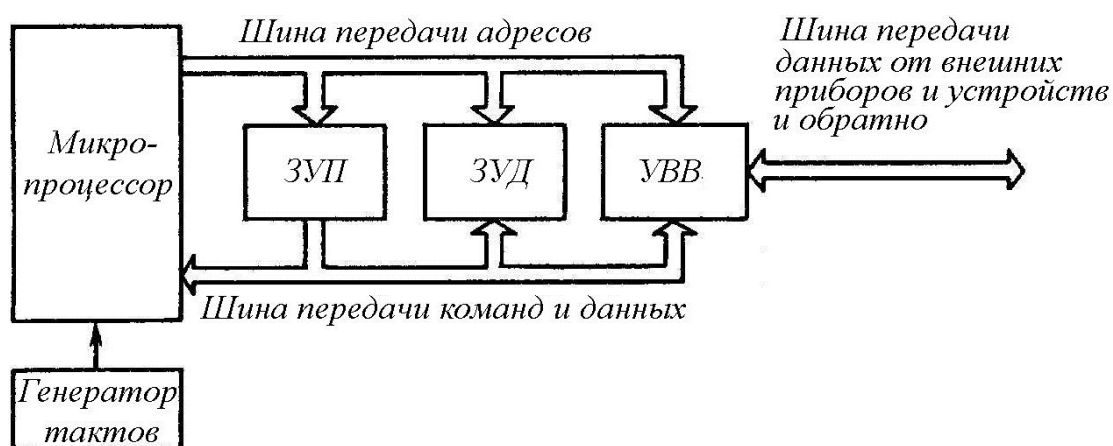 Шина передачи адресов
Шина передачи
данных от внешних
приборов и устройств
и обратно
Микро-
процессор
ЗУП
ЗУД
УВВ
Шина передачи команд и данных
Генератор
тактов